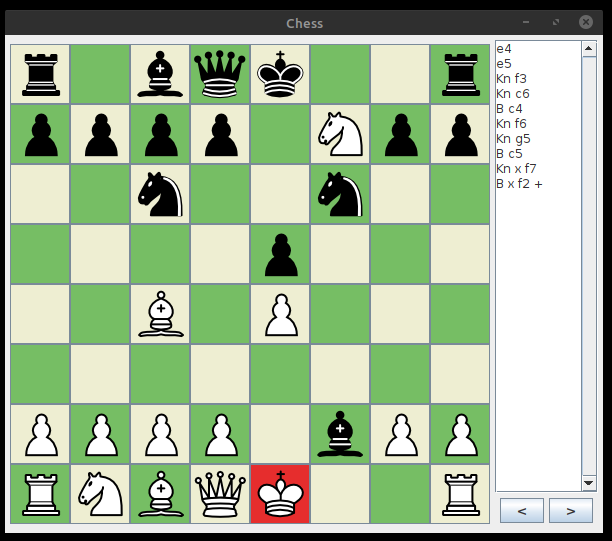 Chess
e4
e5
Kn f3
Kn c6
B c4
Kn f6
Kn g5
B c5
Kn x f7
B x f2 +
< >